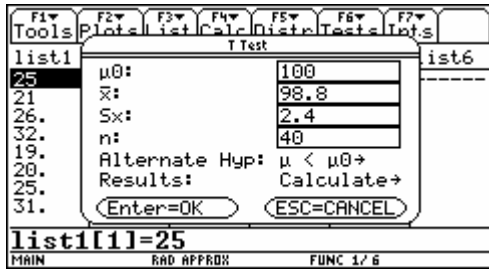 F1 F2 F3 F4 F5 F6 F7
Tools Plots List Calc Distr Tests Ints
T Test
list1 ist6
25
21
26.
32.
19.
20.
25.
31.
μ0: 100
x̄: 98.8
Sx: 2.4
n: 40
Alternate Hyp: μ < μ0→
Results: Calculate→
Enter=OK ESC=CANCEL
list1[1]=25
MAIN RAD APPROX FUNC 1/6